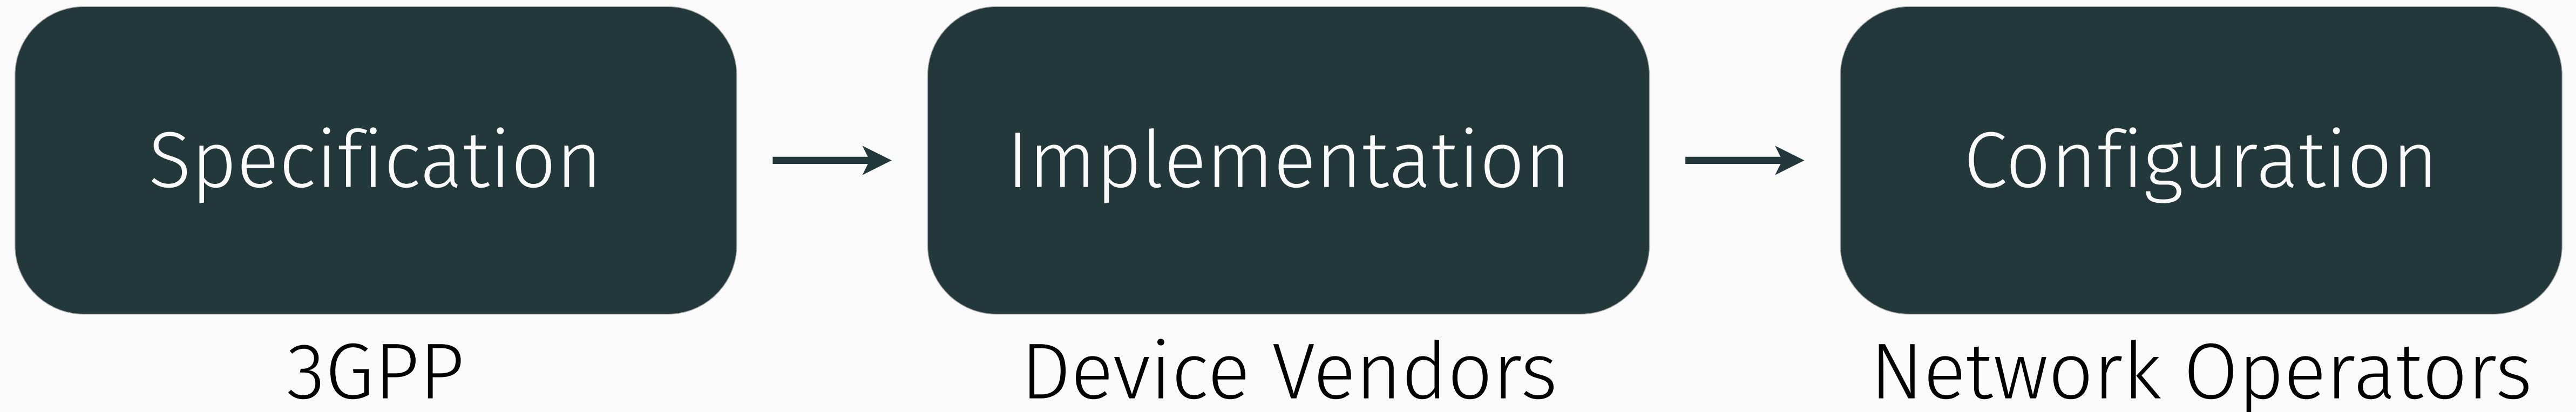 Specification
Implementation
Configuration
3GPP
Device Vendors
Network Operators